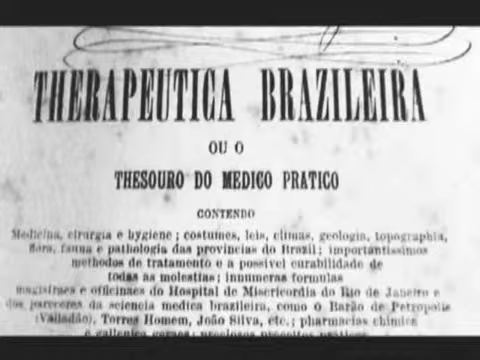 THERAPEUTICA BRAZILEIRA
OU O
THESOURO DO MEDICO PRATICO
CONTENDO
Medicina, cirurgia e hygiene; costumes, leis, climas, geologia, topographia,
flora, fauna e pathologia das provincias do Brazil; importantissimos
methodos de tratamento e a possivel curabilidade de
todas as molestias; innumeras formulas
magistraes e officinaes do Hospital de Misericordia do Rio de Janeiro e
dos pareceres da sciencia medica brazileira, como o Barão de Petropolis
(Valladão), Torres Homem, João Silva, etc.; pharmacias chimica
e gallenica